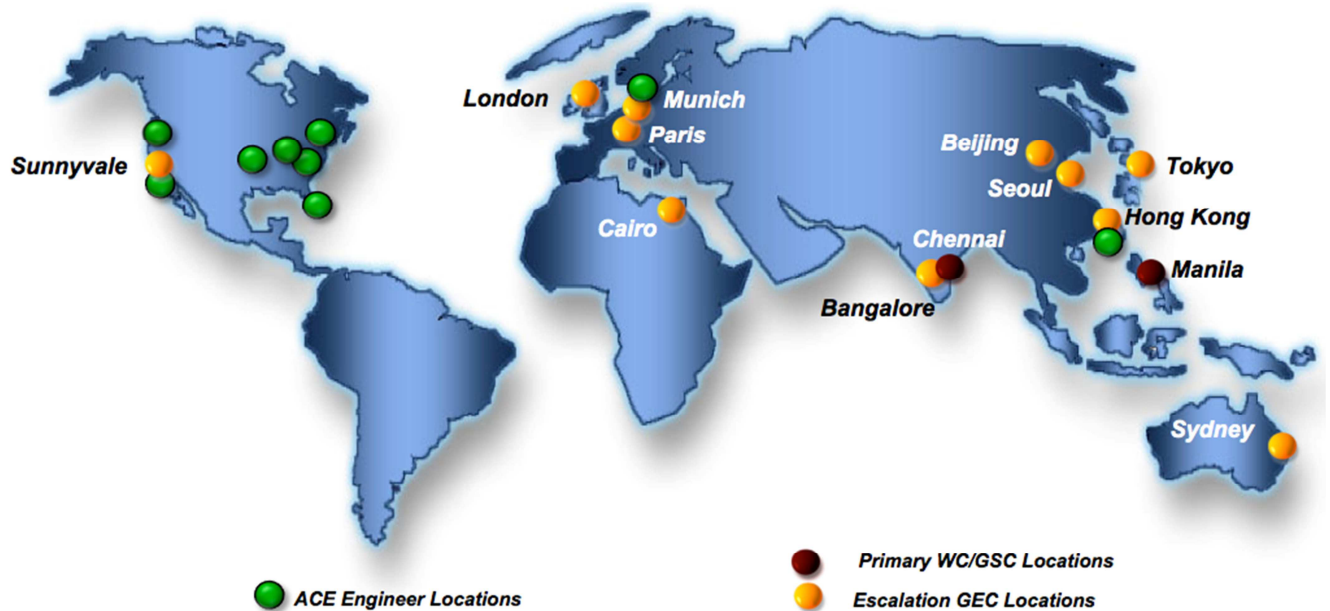 London
Munich
Paris
Beijing
Seoul
Tokyo
Sunnyvale
Cairo
Hong Kong
Chennai
Manila
Bangalore
Sydney
Primary WC/GSC Locations
ACE Engineer Locations
Escalation GEC Locations